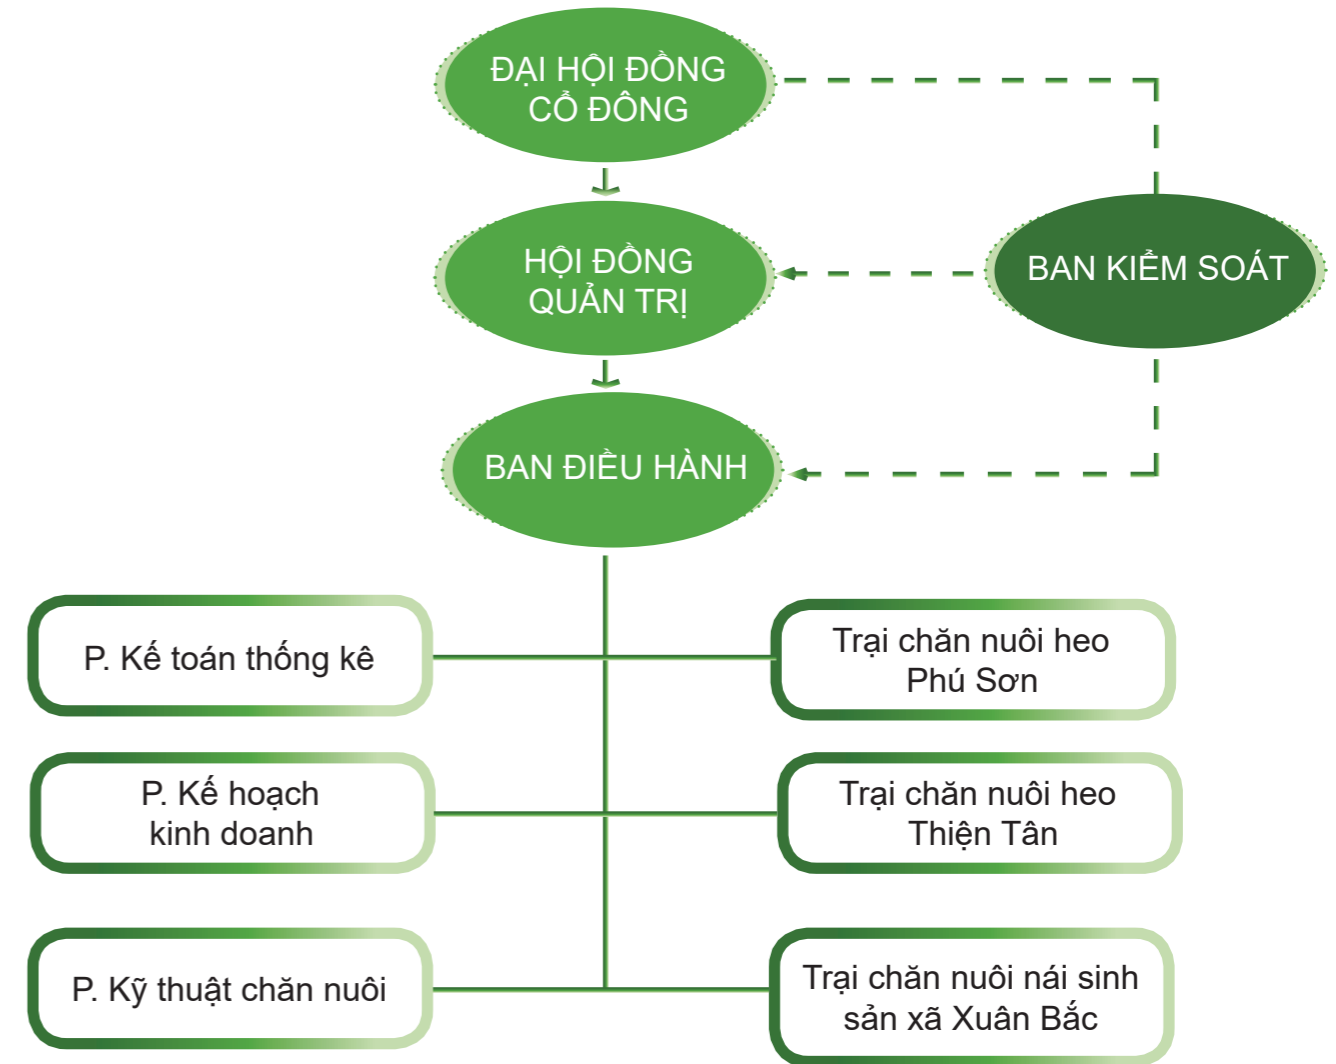 ĐẠI HỘI ĐỒNG
CỔ ĐÔNG
HỘI ĐỒNG
QUẢN TRỊ
BAN KIỂM SOÁT
BAN ĐIỀU HÀNH
P. Kế toán thống kê
Trại chăn nuôi heo
Phú Sơn
P. Kế hoạch
kinh doanh
Trại chăn nuôi heo
Thiện Tân
P. Kỹ thuật chăn nuôi
Trại chăn nuôi nái sinh
sản xã Xuân Bắc